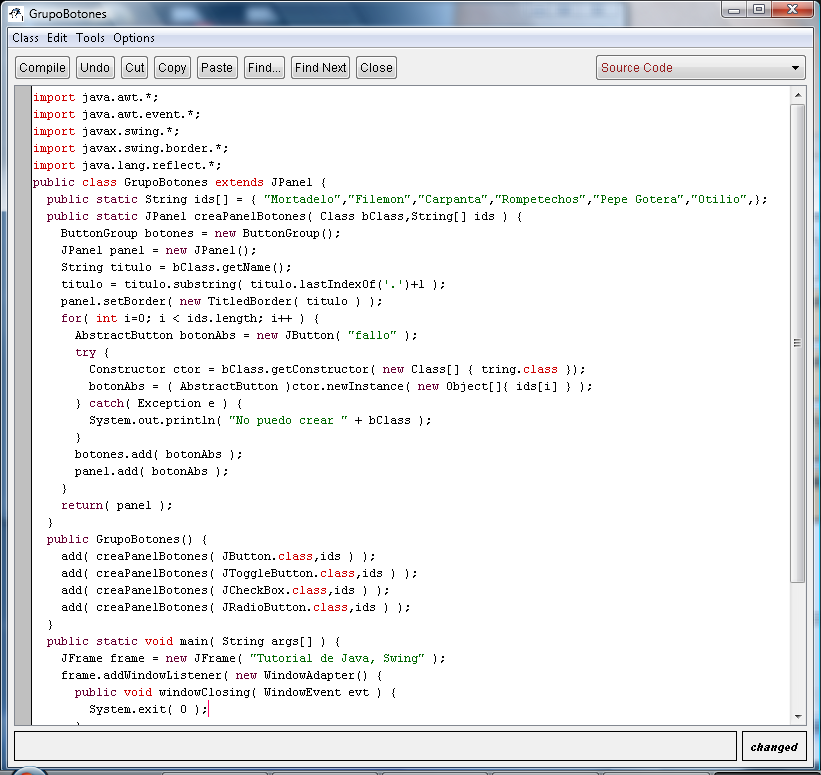 GrupoBotones
Class Edit Tools Options
Compile Undo Cut Copy Paste Find... Find Next Close Source Code
import java.awt.*;
import java.awt.event.*;
import javax.swing.*;
import javax.swing.border.*;
import java.lang.reflect.*;
public class GrupoBotones extends JPanel {
  public static String ids[] = { "Mortadelo","Filemon","Carpanta","Rompetechos","Pepe Gotera","Otilio",};
  public static JPanel creaPanelBotones( Class bClass,String[] ids ) {
    ButtonGroup botones = new ButtonGroup();
    JPanel panel = new JPanel();
    String titulo = bClass.getName();
    titulo = titulo.substring( titulo.lastIndexOf('.')+1 );
    panel.setBorder( new TitledBorder( titulo ) );
    for( int i=0; i < ids.length; i++ ) {
      AbstractButton botonAbs = new JButton( "fallo" );
      try {
        Constructor ctor = bClass.getConstructor( new Class[] { tring.class });
        botonAbs = ( AbstractButton )ctor.newInstance( new Object[]{ ids[i] } );
      } catch( Exception e ) {
        System.out.println( "No puedo crear " + bClass );
      }
      botones.add( botonAbs );
      panel.add( botonAbs );
    }
    return( panel );
  }
  public GrupoBotones() {
    add( creaPanelBotones( JButton.class,ids ) );
    add( creaPanelBotones( JToggleButton.class,ids ) );
    add( creaPanelBotones( JCheckBox.class,ids ) );
    add( creaPanelBotones( JRadioButton.class,ids ) );
  }
  public static void main( String args[] ) {
    JFrame frame = new JFrame( "Tutorial de Java, Swing" );
    frame.addWindowListener( new WindowAdapter() {
      public void windowClosing( WindowEvent evt ) {
        System.exit( 0 );
changed